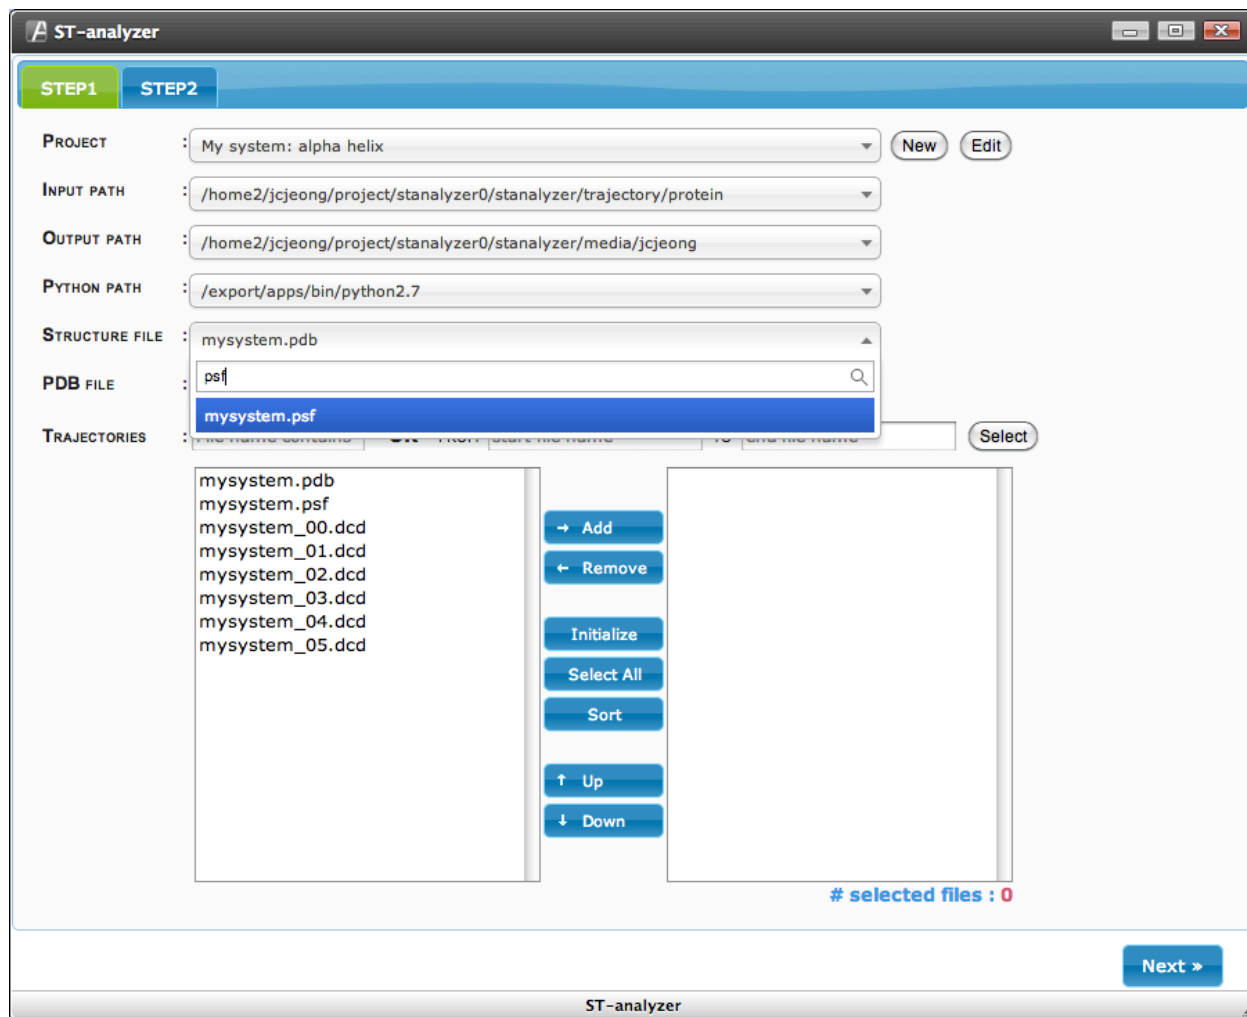 ST-analyzer
STEP1 STEP2
PROJECT : My system: alpha helix New Edit
INPUT PATH : /home2/jcjeong/project/stanalyzer0/stanalyzer/trajectory/protein
OUTPUT PATH : /home2/jcjeong/project/stanalyzer0/stanalyzer/media/jcjeong
PYTHON PATH : /export/apps/bin/python2.7
STRUCTURE FILE : mysystem.pdb
psf
PDB FILE :
mysystem.psf
TRAJECTORIES : Select
mysystem.pdb
mysystem.psf
mysystem_00.dcd
mysystem_01.dcd
mysystem_02.dcd
mysystem_03.dcd
mysystem_04.dcd
mysystem_05.dcd
→ Add
← Remove
Initialize
Select All
Sort
↑ Up
↓ Down
# selected files : 0
Next »
ST-analyzer